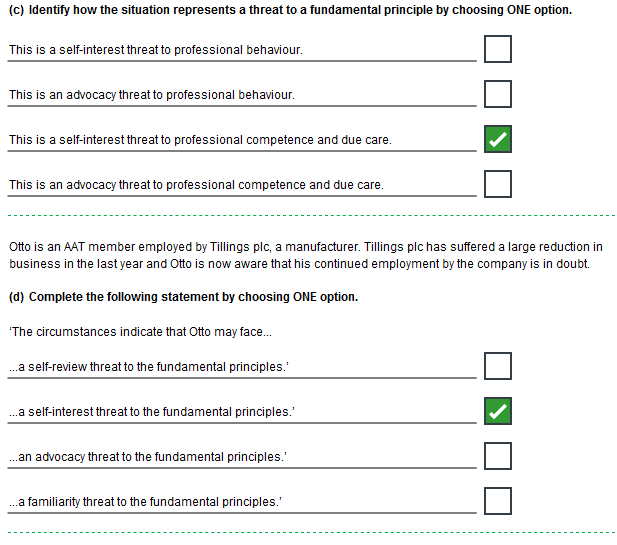 (c) Identify how the situation represents a threat to a fundamental principle by choosing ONE option.
This is a self-interest threat to professional behaviour.
This is an advocacy threat to professional behaviour.
This is a self-interest threat to professional competence and due care.
This is an advocacy threat to professional competence and due care.
Otto is an AAT member employed by Tillings plc, a manufacturer. Tillings plc has suffered a large reduction in
business in the last year and Otto is now aware that his continued employment by the company is in doubt.
(d) Complete the following statement by choosing ONE option.
‘The circumstances indicate that Otto may face...
...a self-review threat to the fundamental principles.’
...a self-interest threat to the fundamental principles.’
...an advocacy threat to the fundamental principles.’
...a familiarity threat to the fundamental principles.’